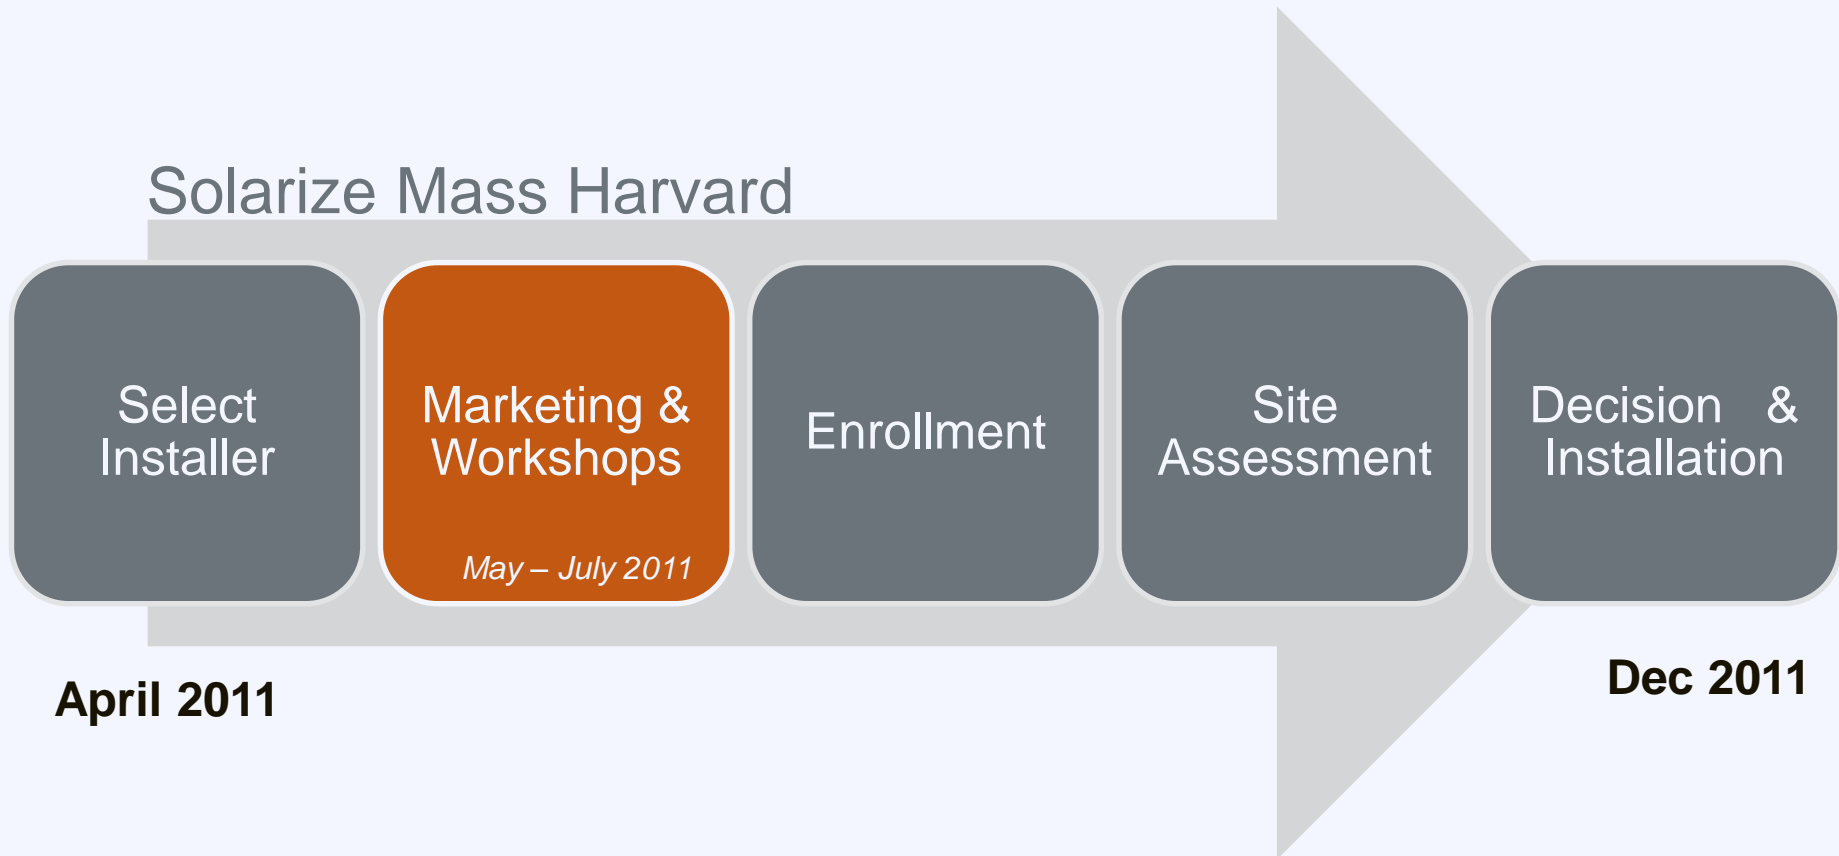 Solarize Mass Harvard
Select
Installer
Marketing &
Workshops
May – July 2011
Enrollment
Site
Assessment
Decision &
Installation
April 2011
Dec 2011